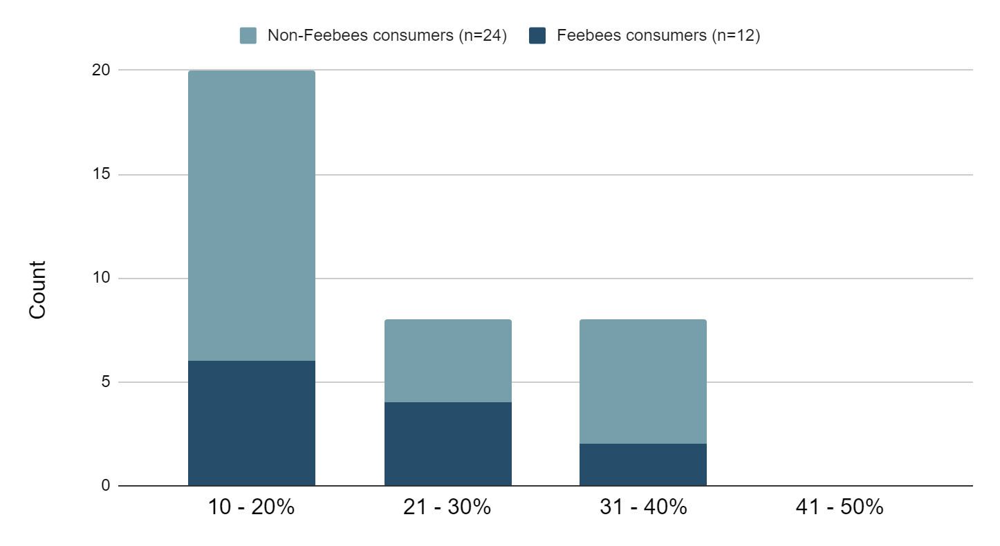 Non-Feebees consumers (n=24) Feebees consumers (n=12)
20
15
10
5
0
Count
10 - 20% 21 - 30% 31 - 40% 41 - 50%